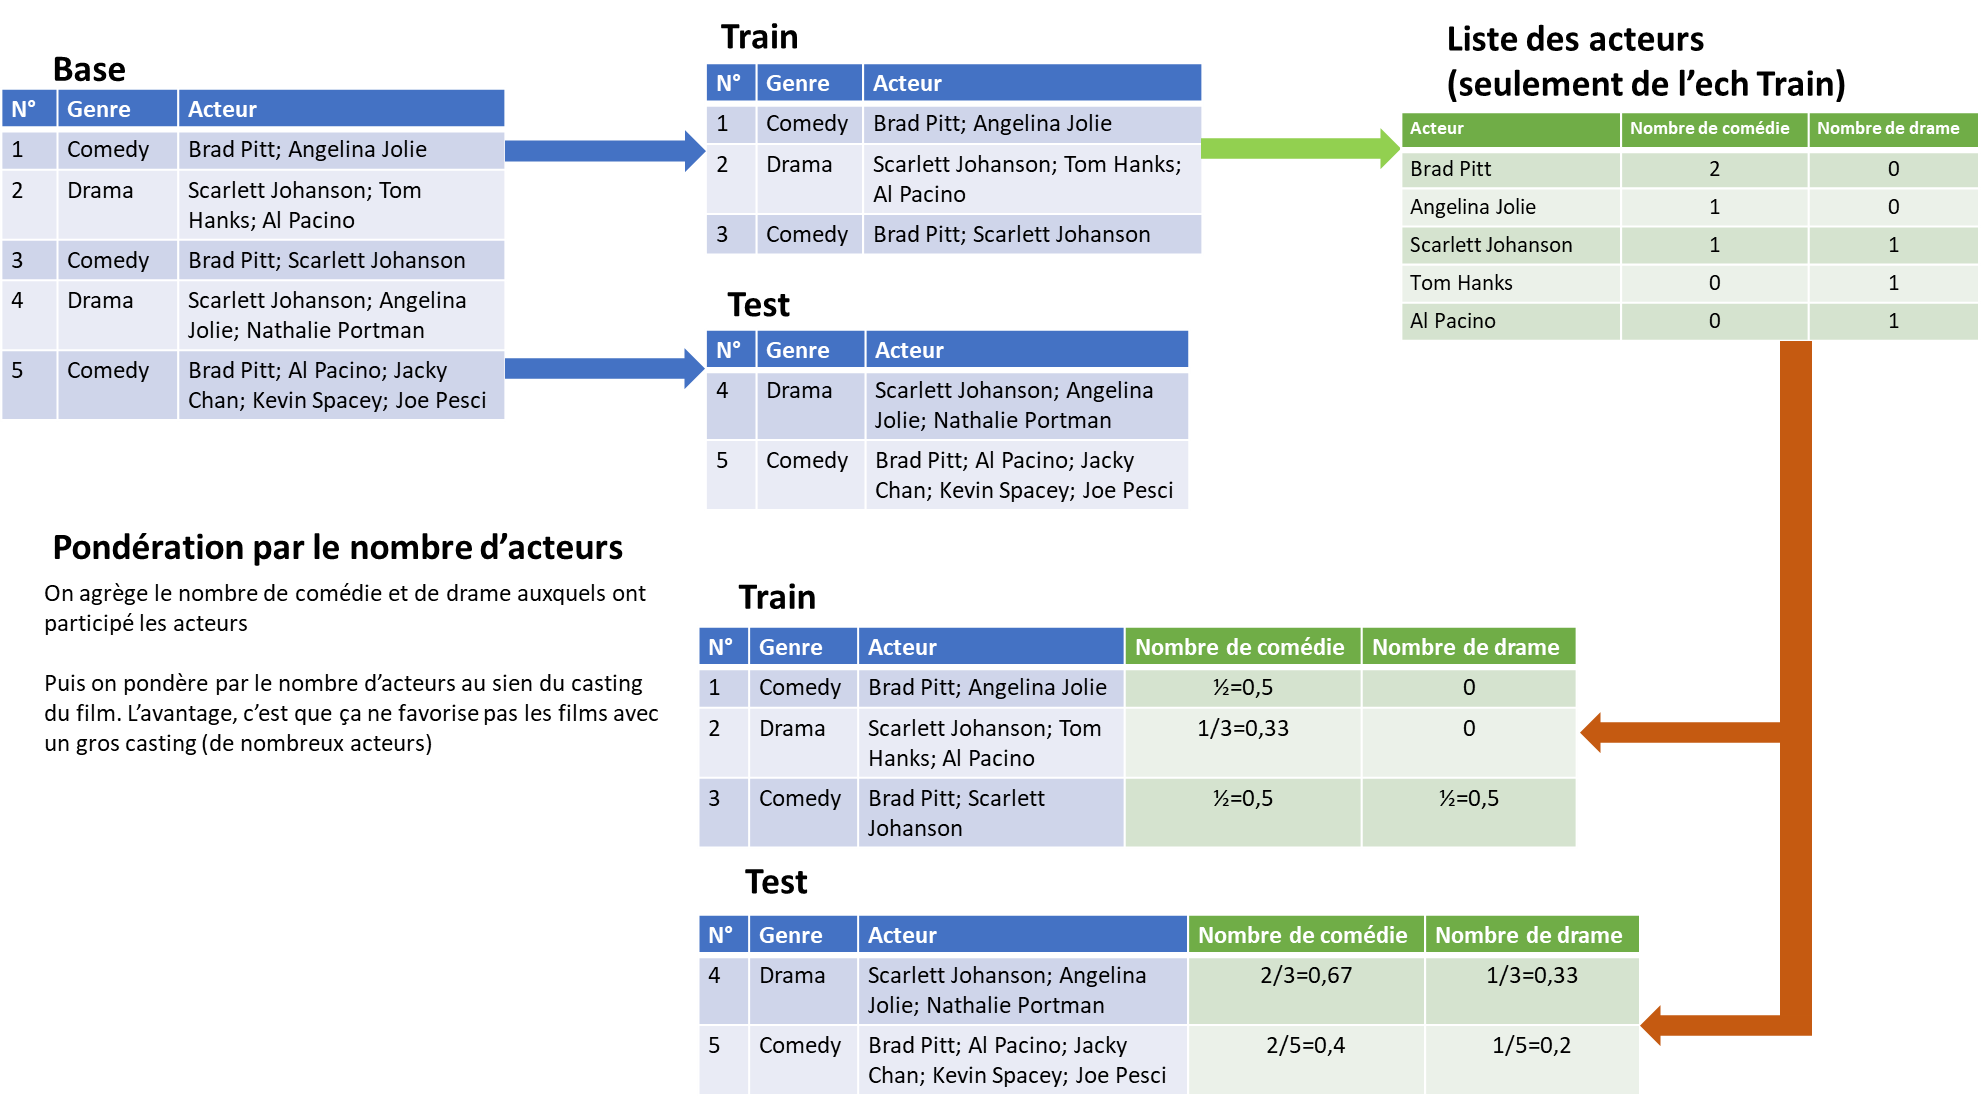 Base
N° Genre Acteur
1 Comedy Brad Pitt; Angelina Jolie
2 Drama Scarlett Johanson; Tom
Hanks; Al Pacino
3 Comedy Brad Pitt; Scarlett Johanson
4 Drama Scarlett Johanson; Angelina
Jolie; Nathalie Portman
5 Comedy Brad Pitt; Al Pacino; Jacky
Chan; Kevin Spacey; Joe Pesci
Train
N° Genre Acteur
1 Comedy Brad Pitt; Angelina Jolie
2 Drama Scarlett Johanson; Tom Hanks;
Al Pacino
3 Comedy Brad Pitt; Scarlett Johanson
Test
N° Genre Acteur
4 Drama Scarlett Johanson; Angelina
Jolie; Nathalie Portman
5 Comedy Brad Pitt; Al Pacino; Jacky
Chan; Kevin Spacey; Joe Pesci
Liste des acteurs
(seulement de l’ech Train)
Acteur Nombre de comédie Nombre de drame
Brad Pitt 2 0
Angelina Jolie 1 0
Scarlett Johanson 1 1
Tom Hanks 0 1
Al Pacino 0 1
Pondération par le nombre d’acteurs
On agrège le nombre de comédie et de drame auxquels ont
participé les acteurs
Puis on pondère par le nombre d’acteurs au sien du casting
du film. L’avantage, c’est que ça ne favorise pas les films avec
un gros casting (de nombreux acteurs)
Train
N° Genre Acteur Nombre de comédie Nombre de drame
1 Comedy Brad Pitt; Angelina Jolie ½=0,5 0
2 Drama Scarlett Johanson; Tom 1/3=0,33 0
Hanks; Al Pacino
3 Comedy Brad Pitt; Scarlett ½=0,5 ½=0,5
Johanson
Test
N° Genre Acteur Nombre de comédie Nombre de drame
4 Drama Scarlett Johanson; Angelina 2/3=0,67 1/3=0,33
Jolie; Nathalie Portman
5 Comedy Brad Pitt; Al Pacino; Jacky 2/5=0,4 1/5=0,2
Chan; Kevin Spacey; Joe Pesci